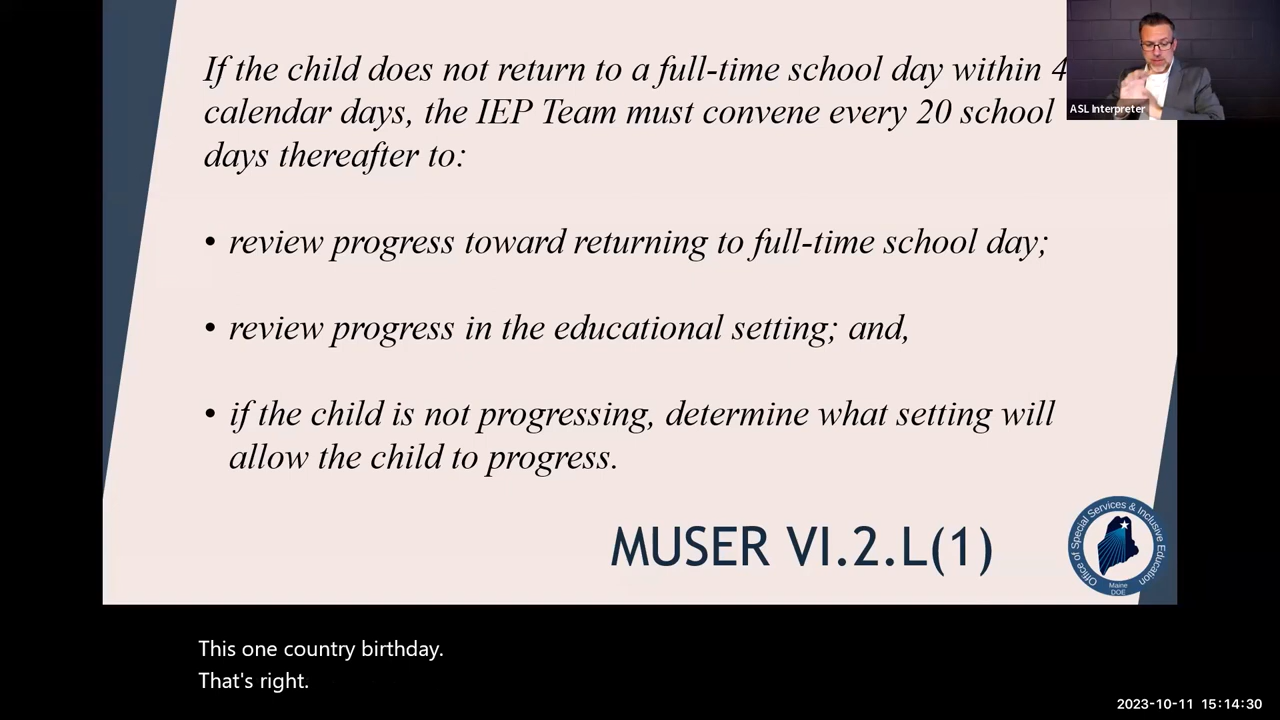 If the child does not return to a full-time school day within 4
calendar days, the IEP Team must convene every 20 school
days thereafter to:
• review progress toward returning to full-time school day;
• review progress in the educational setting; and,
• if the child is not progressing, determine what setting will
allow the child to progress.
MUSER VI.2.L(1)
Office of Special Services & Inclusive Education
Maine
DOE
ASL Interpreter
This one country birthday.
That's right.
2023-10-11 15:14:30